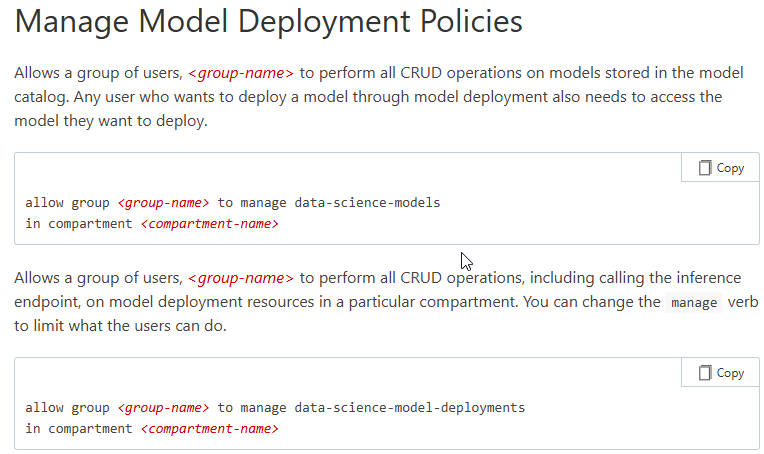 Manage Model Deployment Policies
Allows a group of users, <group-name> to perform all CRUD operations on models stored in the model
catalog. Any user who wants to deploy a model through model deployment also needs to access the
model they want to deploy.
Copy
allow group <group-name> to manage data-science-models
in compartment <compartment-name>
Allows a group of users, <group-name> to perform all CRUD operations, including calling the inference
endpoint, on model deployment resources in a particular compartment. You can change the manage verb
to limit what the users can do.
Copy
allow group <group-name> to manage data-science-model-deployments
in compartment <compartment-name>